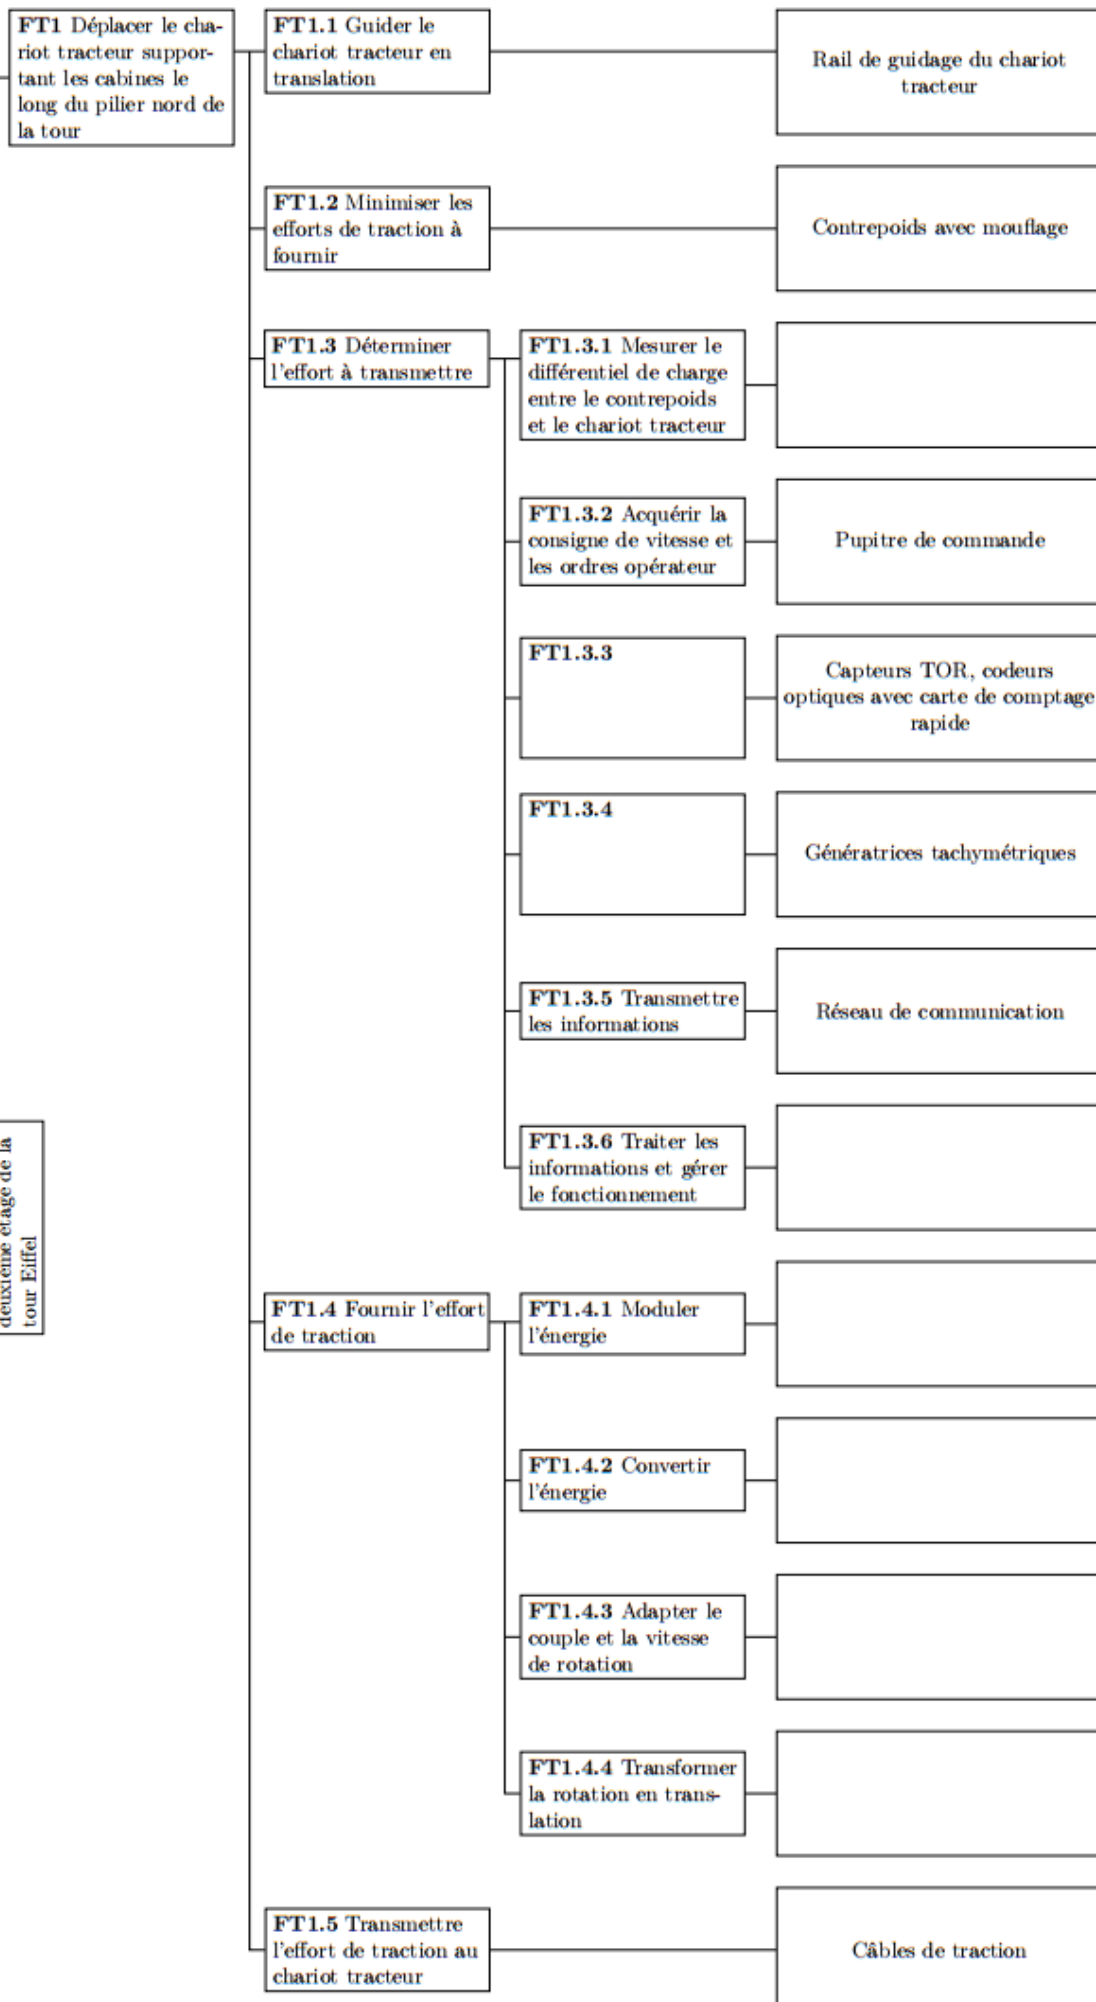 FT1 Déplacer le cha-
riot tracteur suppor-
tant les cabines le
long du pilier nord de
la tour
FT1.1 Guider le
chariot tracteur en
translation
Rail de guidage du chariot
tracteur
FT1.2 Minimiser les
efforts de traction à
fournir
Contrepoids avec mouflage
FT1.3 Déterminer
l'effort à transmettre
FT1.3.1 Mesurer le
différentiel de charge
entre le contrepoids
et le chariot tracteur
FT1.3.2 Acquérir la
consigne de vitesse et
les ordres opérateur
Pupitre de commande
FT1.3.3
Capteurs TOR, codeurs
optiques avec carte de comptage
rapide
FT1.3.4
Génératrices tachymétriques
FT1.3.5 Transmettre
les informations
Réseau de communication
FT1.3.6 Traiter les
informations et gérer
le fonctionnement
deuxième étage de la
tour Eiffel
FT1.4 Fournir l'effort
de traction
FT1.4.1 Moduler
l'énergie
FT1.4.2 Convertir
l'énergie
FT1.4.3 Adapter le
couple et la vitesse
de rotation
FT1.4.4 Transformer
la rotation en trans-
lation
FT1.5 Transmettre
l'effort de traction au
chariot tracteur
Câbles de traction